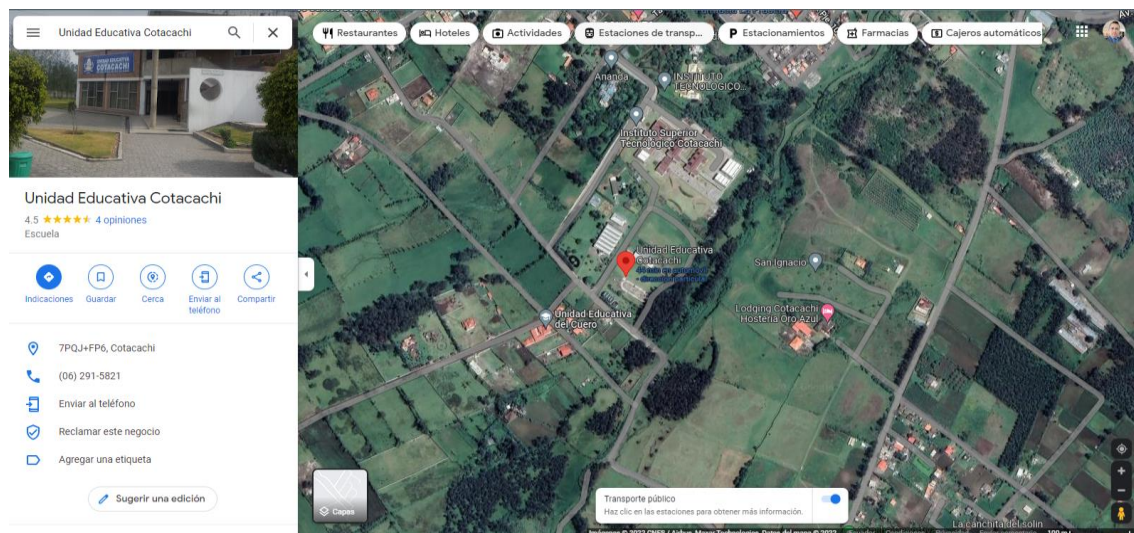 Unidad Educativa Cotacachi
UNIDAD EDUCATIVA
COTACACHI
Unidad Educativa Cotacachi
4.5
4 opiniones
Escuela
Indicaciones
Guardar
Cerca
Enviar al
teléfono
Compartir
7PQJ+FP6, Cotacachi
(06) 291-5821
Enviar al teléfono
Reclamar este negocio
Agregar una etiqueta
Sugerir una edición
Restaurantes
Hoteles
Actividades
Estaciones de transp...
Estacionamientos
Farmacias
Cajeros automáticos
Ananda
INSTITUTO
TECNOLOGICO...
Instituto Superior
Tecnológico Cotacachi
Unidad Educativa
Cotacachi
San Ignacio
Lodging Cotacachi
Hosteria Oro Azul
Unidad Educativa
del Cuero
Capas
Transporte público
Haz clic en las estaciones para obtener más información.
La canchita del solin
100 m